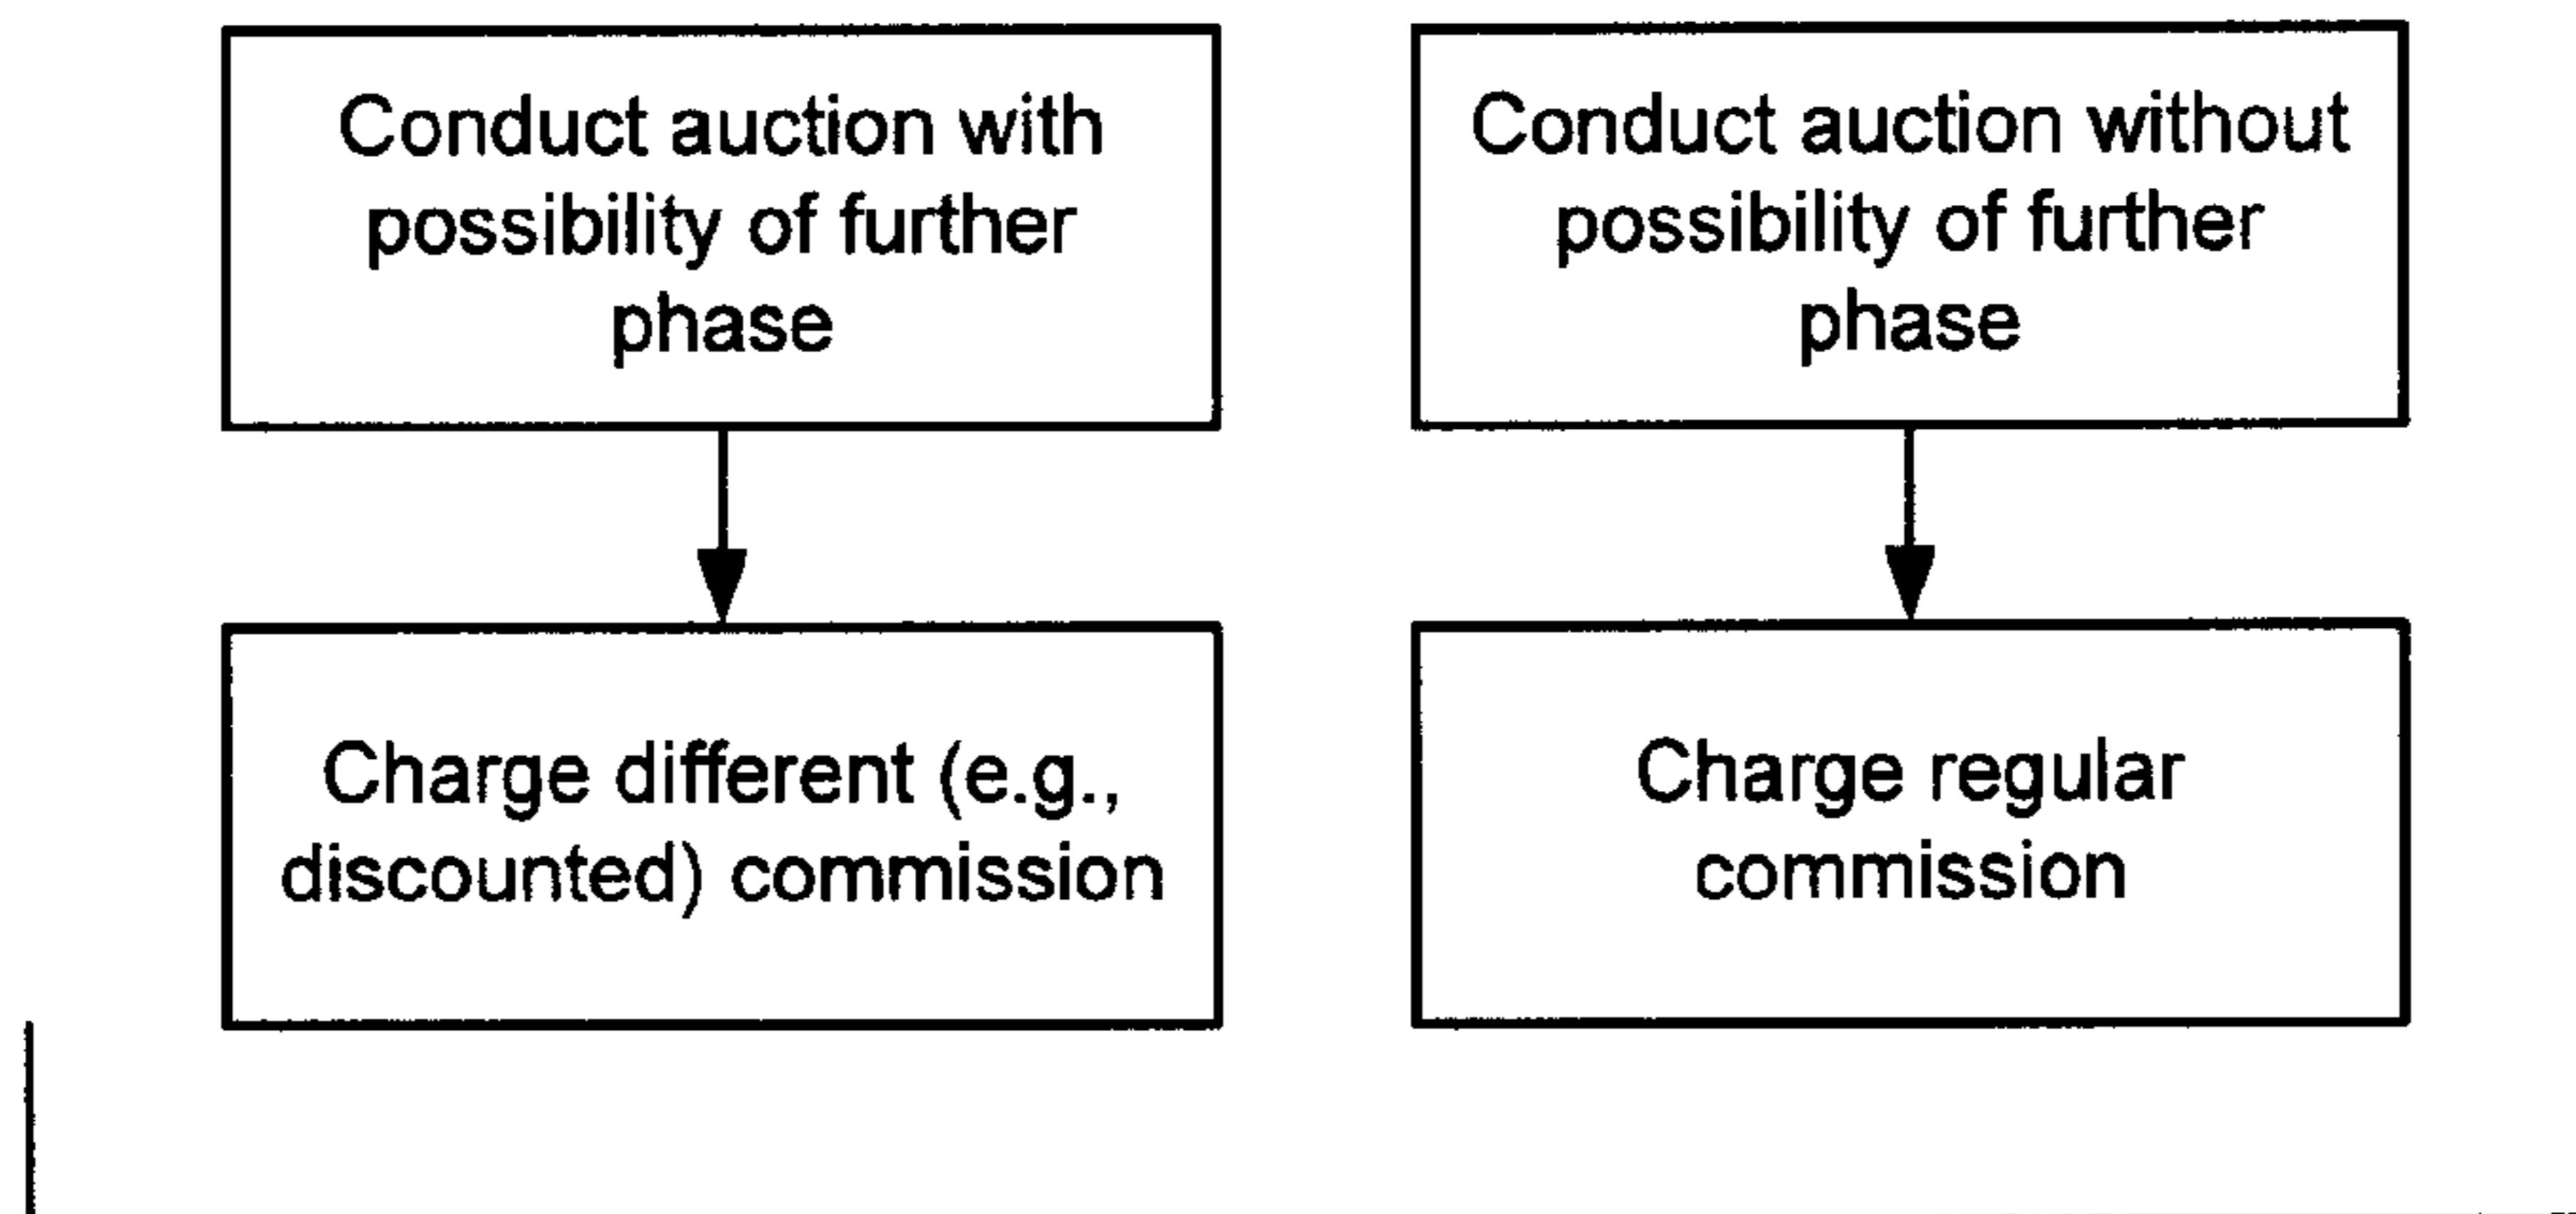 Conduct auction with
possibility of further
phase
Conduct auction without
possibility of further
phase
Charge different (e.g.,
discounted) commission
Charge regular
commission